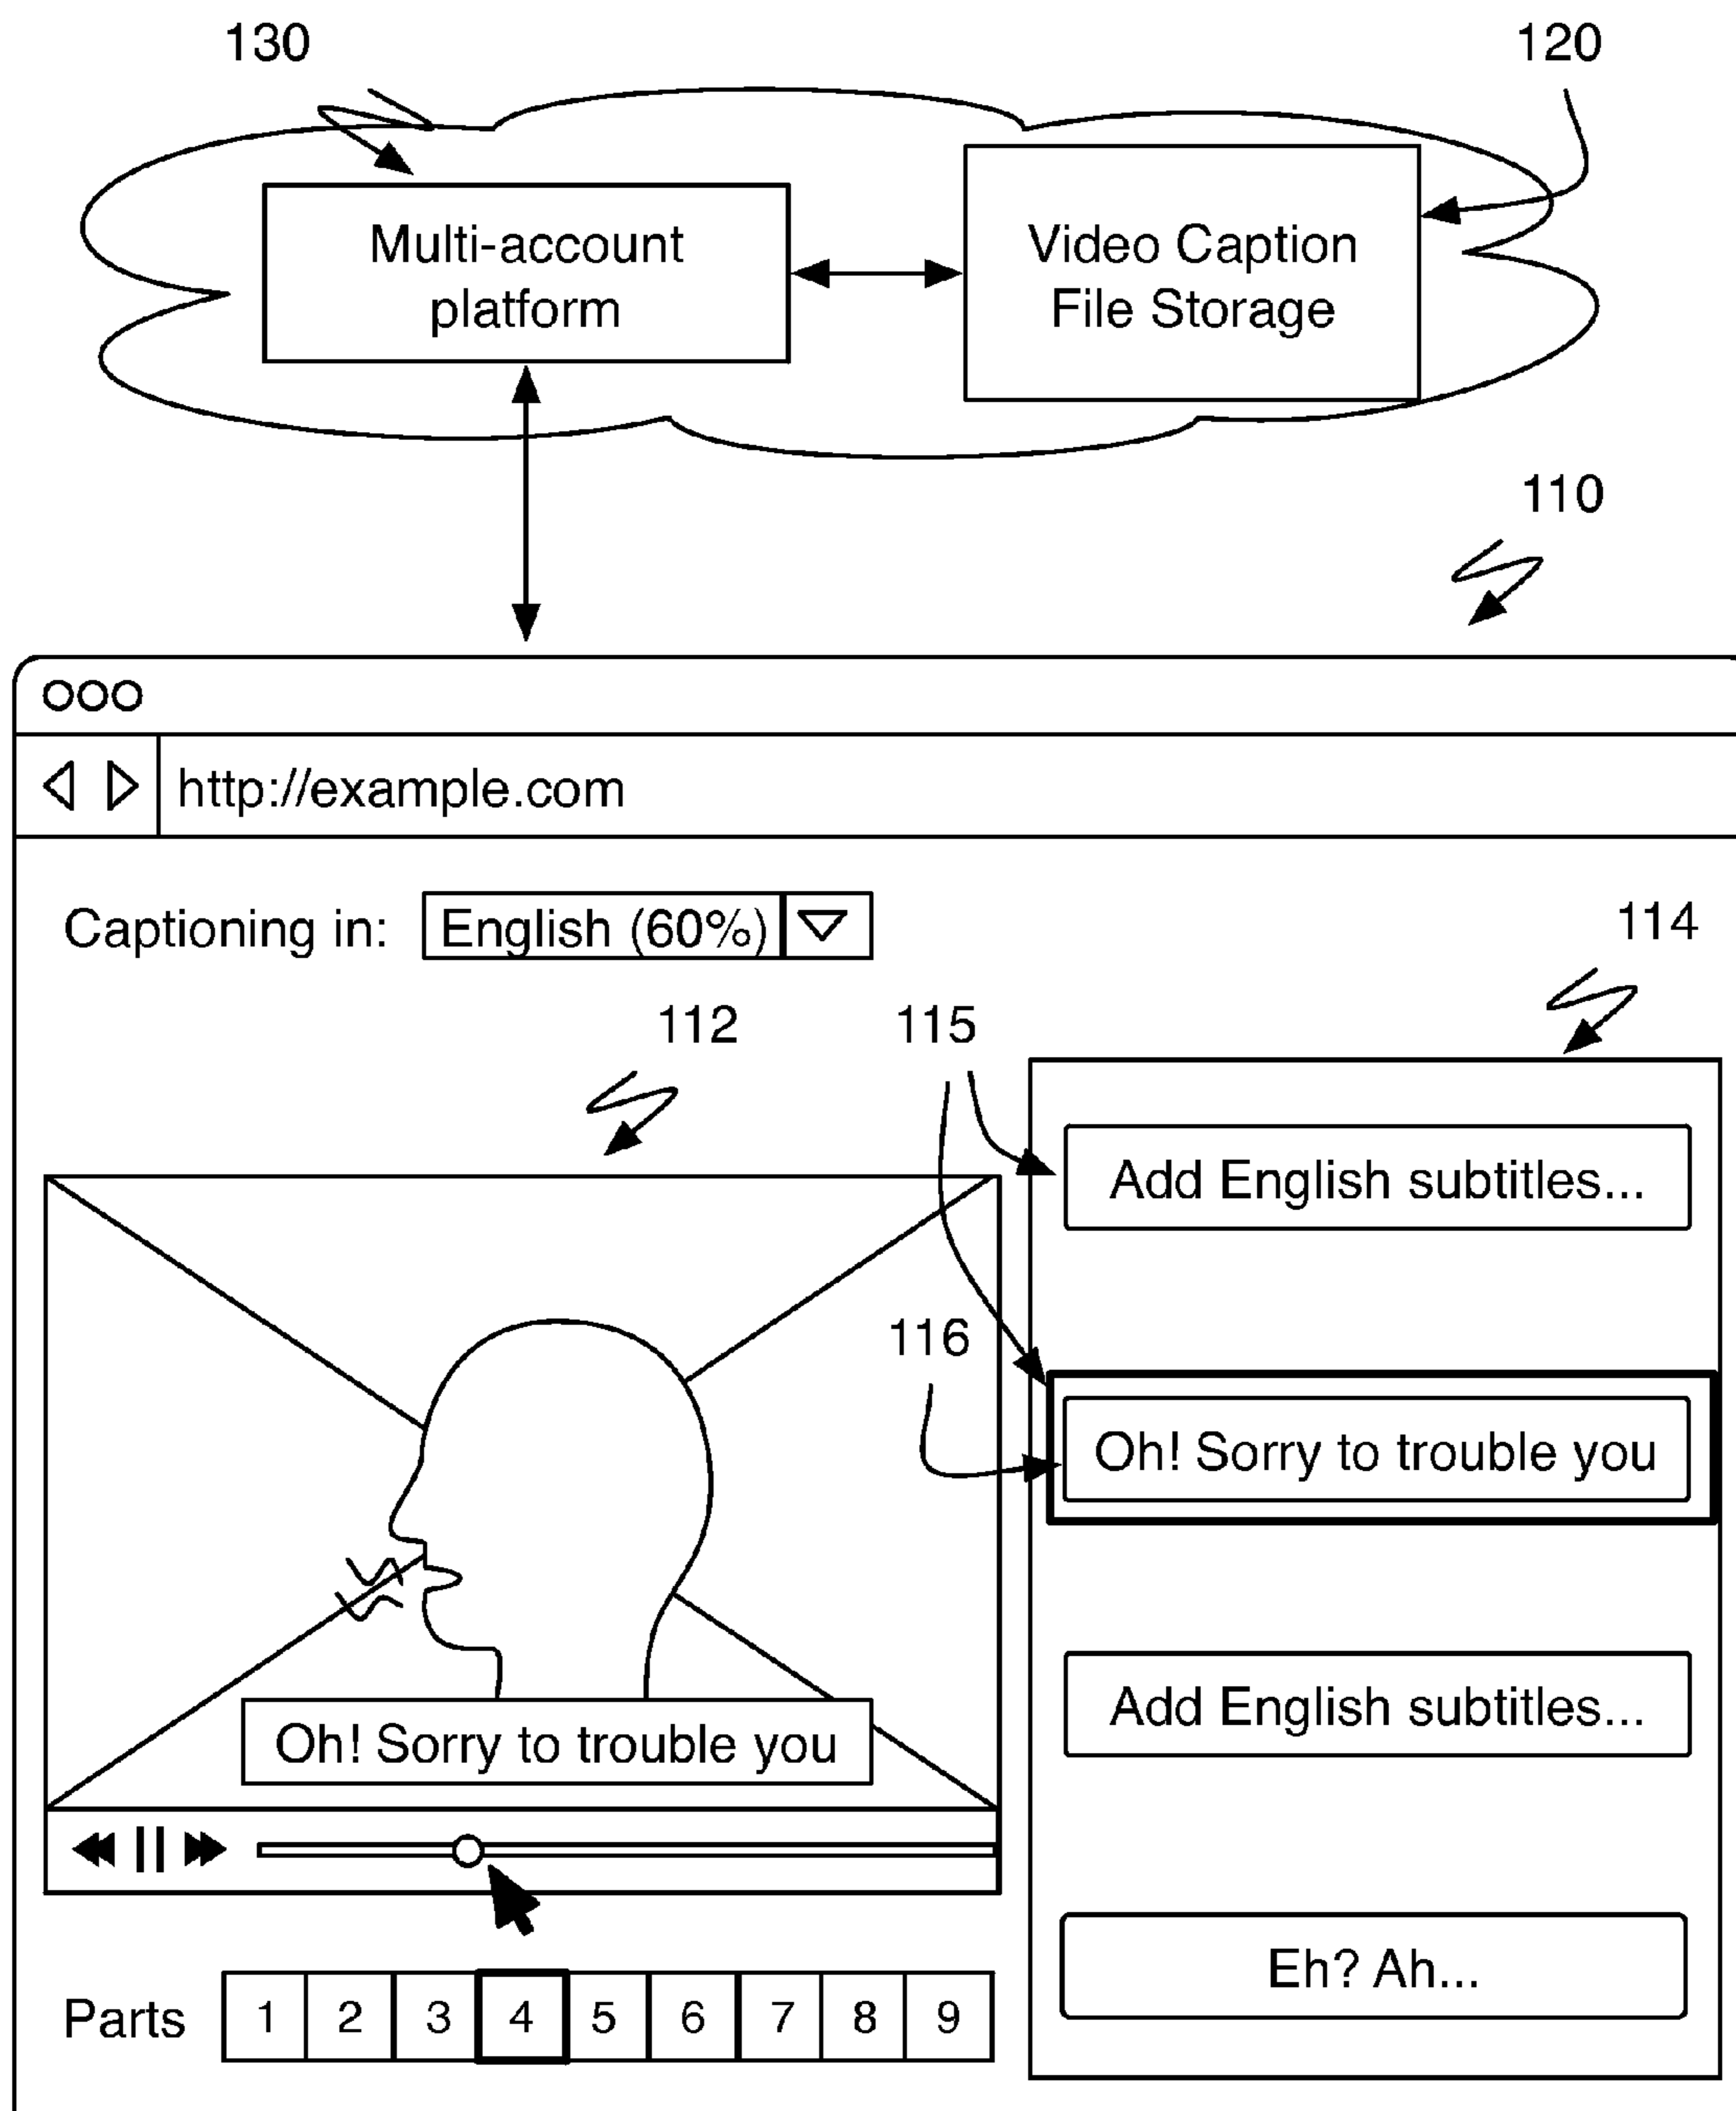 130
120
Multi-account
platform
Video Caption
File Storage
110
http://example.com
Captioning in: English (60%)
114
112
115
Add English subtitles...
116
Oh! Sorry to trouble you
Add English subtitles...
Oh! Sorry to trouble you
Eh? Ah...
Parts 1 2 3 4 5 6 7 8 9